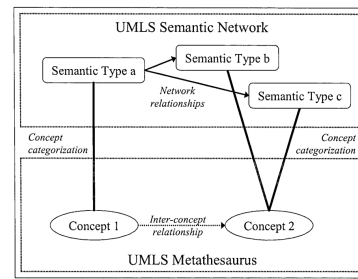 UMLS Semantic Network
Semantic Type b
Semantic Type a
Semantic Type c
Network
relationships
Concept
categorization
Concept
categorization
Inter-concept
relationship
Concept 1
Concept 2
UMLS Metathesaurus